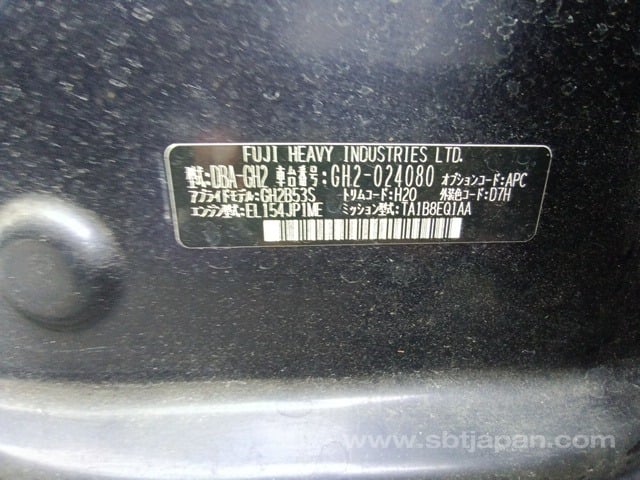 FUJI HEAVY INDUSTRIES LTD.
型式:DBA-GH2 車台番号:GH2-024080 オプションコード:APC
アプライドモデル:GH2B53S トリムコード:H20 外装色コード:D7H
エンジン型式:EL154JP1ME ミッション型式:TA1B8EQ1AA
www.sbtjapan.com